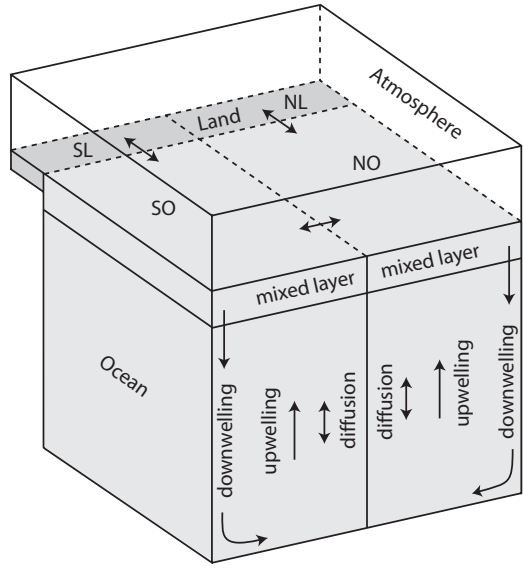 Atmosphere
NL
Land
SL
NO
SO
mixed layer
mixed layer
Ocean
downwelling
upwelling
diffusion
diffusion
upwelling
downwelling